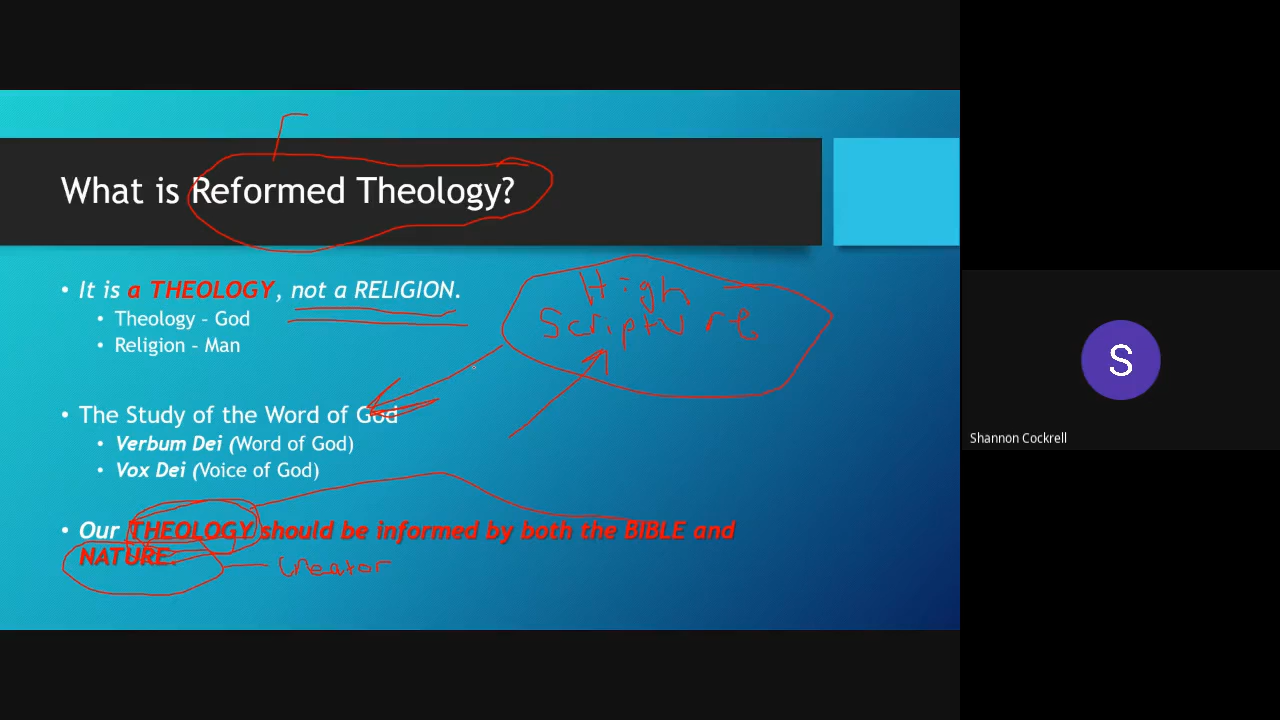 What is Reformed Theology?
• It is a THEOLOGY, not a RELIGION.
• Theology – God
• Religion – Man
High
Scripture
• The Study of the Word of God
• Verbum Dei (Word of God)
• Vox Dei (Voice of God)
• Our THEOLOGY should be informed by both the BIBLE and
NATURE.
Creator
S
Shannon Cockrell